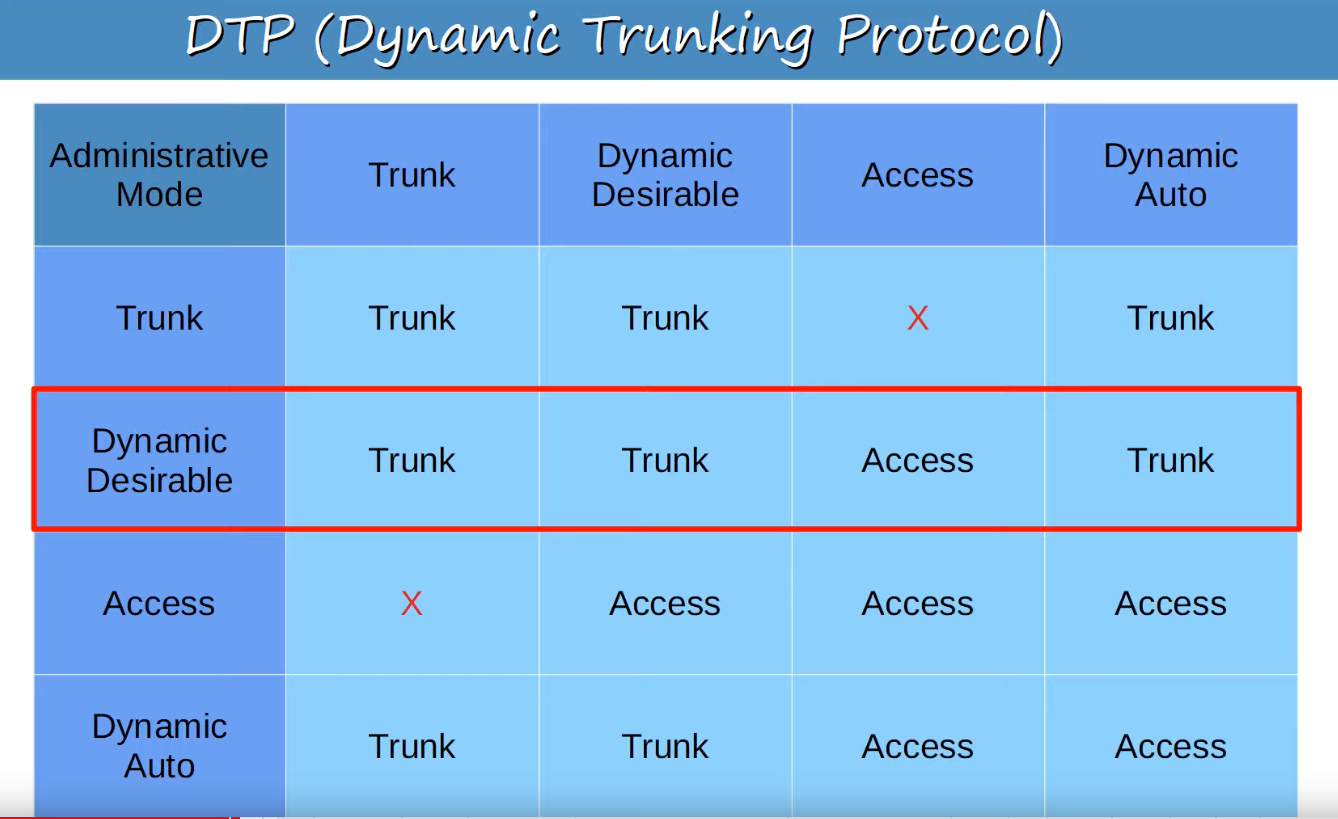 DTP (Dynamic Trunking Protocol)
Administrative Mode Trunk Dynamic Desirable Access Dynamic Auto
Trunk Trunk Trunk X Trunk
Dynamic Desirable Trunk Trunk Access Trunk
Access X Access Access Access
Dynamic Auto Trunk Trunk Access Access